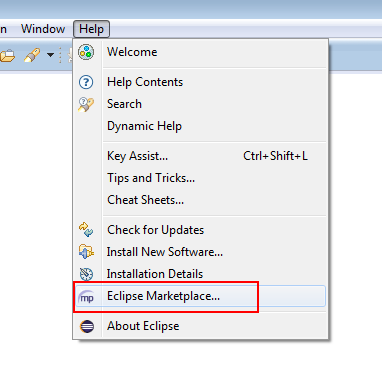 n Window Help
Welcome
Help Contents
Search
Dynamic Help
Key Assist... Ctrl+Shift+L
Tips and Tricks...
Cheat Sheets...
Check for Updates
Install New Software...
Installation Details
mp Eclipse Marketplace...
About Eclipse